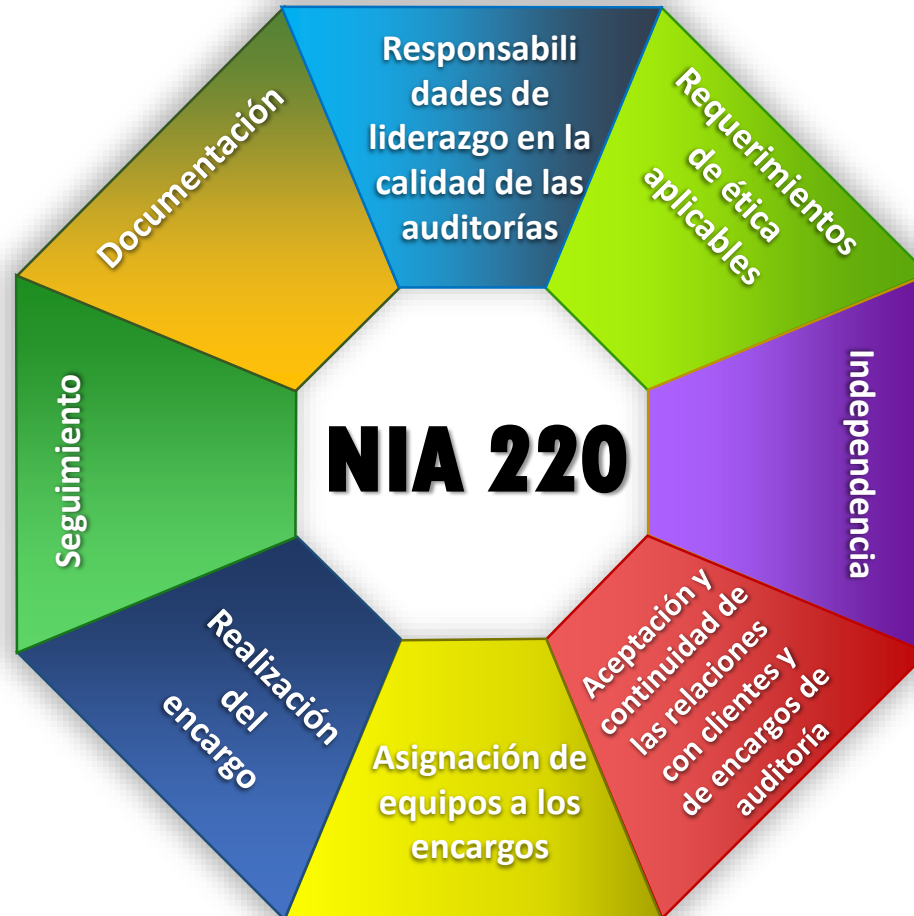 Responsabili
dades de
liderazgo en la
calidad de las
auditorías
Requerimientos
de ética
aplicables
Independencia
Aceptación y
continuidad de
las relaciones
con clientes y
de encargos de
auditoría
Asignación de
equipos a los
encargos
Realización
del
encargo
Seguimiento
Documentación
NIA 220